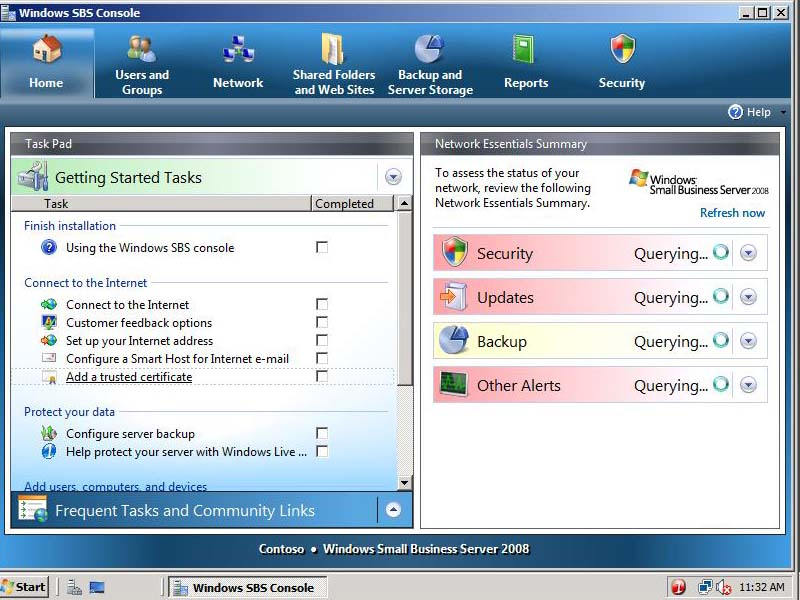 Windows SBS Console
Home
Users and
Groups
Network
Shared Folders
and Web Sites
Backup and
Server Storage
Reports
Security
Help
Task Pad
Getting Started Tasks
Task
Completed
Finish installation
Using the Windows SBS console
Connect to the Internet
Connect to the Internet
Customer feedback options
Set up your Internet address
Configure a Smart Host for Internet e-mail
Add a trusted certificate
Protect your data
Configure server backup
Help protect your server with Windows Live ...
Add users, computers, and devices
Frequent Tasks and Community Links
Network Essentials Summary
To assess the status of your
network, review the following
Network Essentials Summary.
Windows
Small Business Server 2008
Refresh now
Security Querying...
Updates Querying...
Backup Querying...
Other Alerts Querying...
Contoso • Windows Small Business Server 2008
Start
Windows SBS Console
11:32 AM